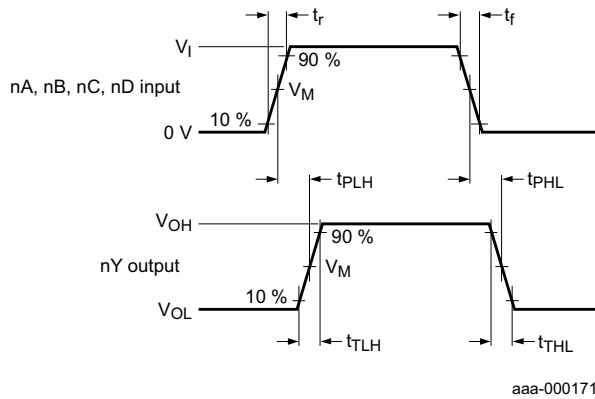 tr
tf
VI
90 %
nA, nB, nC, nD input
VM
10 %
0 V
tPLH
tPHL
VOH
90 %
nY output
VM
10 %
VOL
tTLH
tTHL
aaa-000171